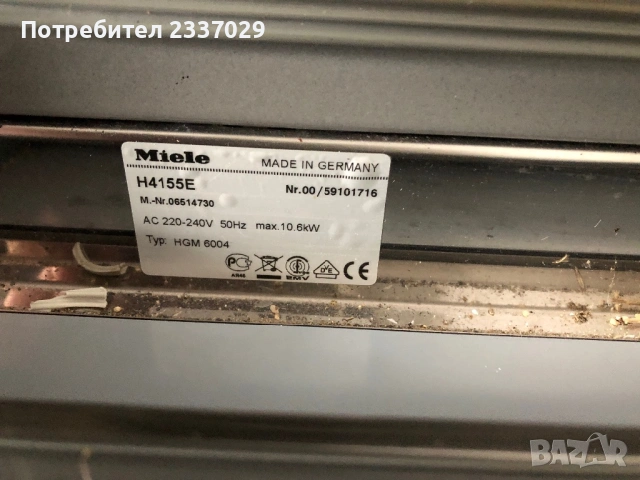 Потребител 2337029
Miele
MADE IN GERMANY
H4155E
Nr.00/59101716
M.-Nr.06514730
AC 220-240V 50Hz max.10.6kW
Typ: HGM 6004
EMV
BAZAR